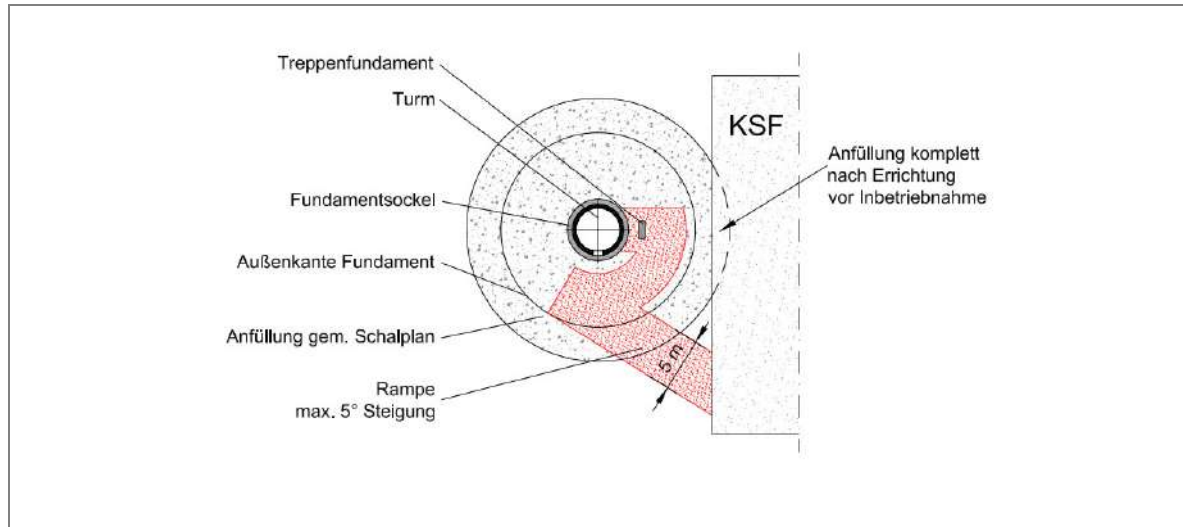 Treppenfundament
Turm
Fundamentsockel
Außenkante Fundament
Anfüllung gem. Schalplan
Rampe
max. 5° Steigung
5 m
KSF
Anfüllung komplett
nach Errichtung
vor Inbetriebnahme